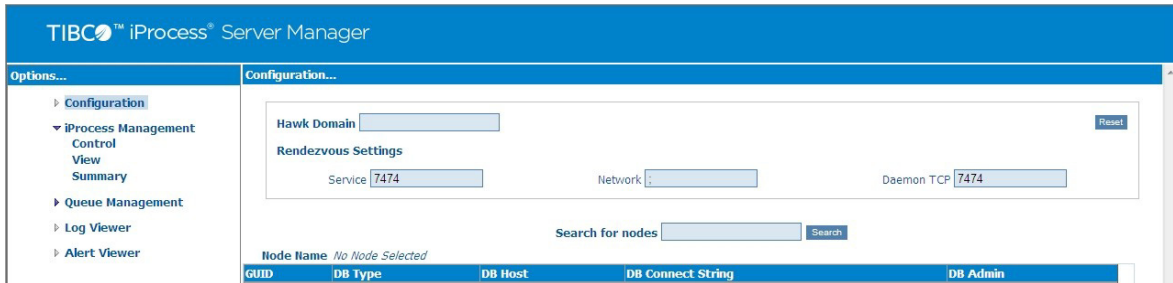 TIBCO™ iProcess® Server Manager
Options...
Configuration
iProcess Management
Control
View
Summary
Queue Management
Log Viewer
Alert Viewer
Configuration...
Hawk Domain
Reset
Rendezvous Settings
Service 7474 Network ; Daemon TCP 7474
Search for nodes Search
Node Name No Node Selected
GUID DB Type DB Host DB Connect String DB Admin